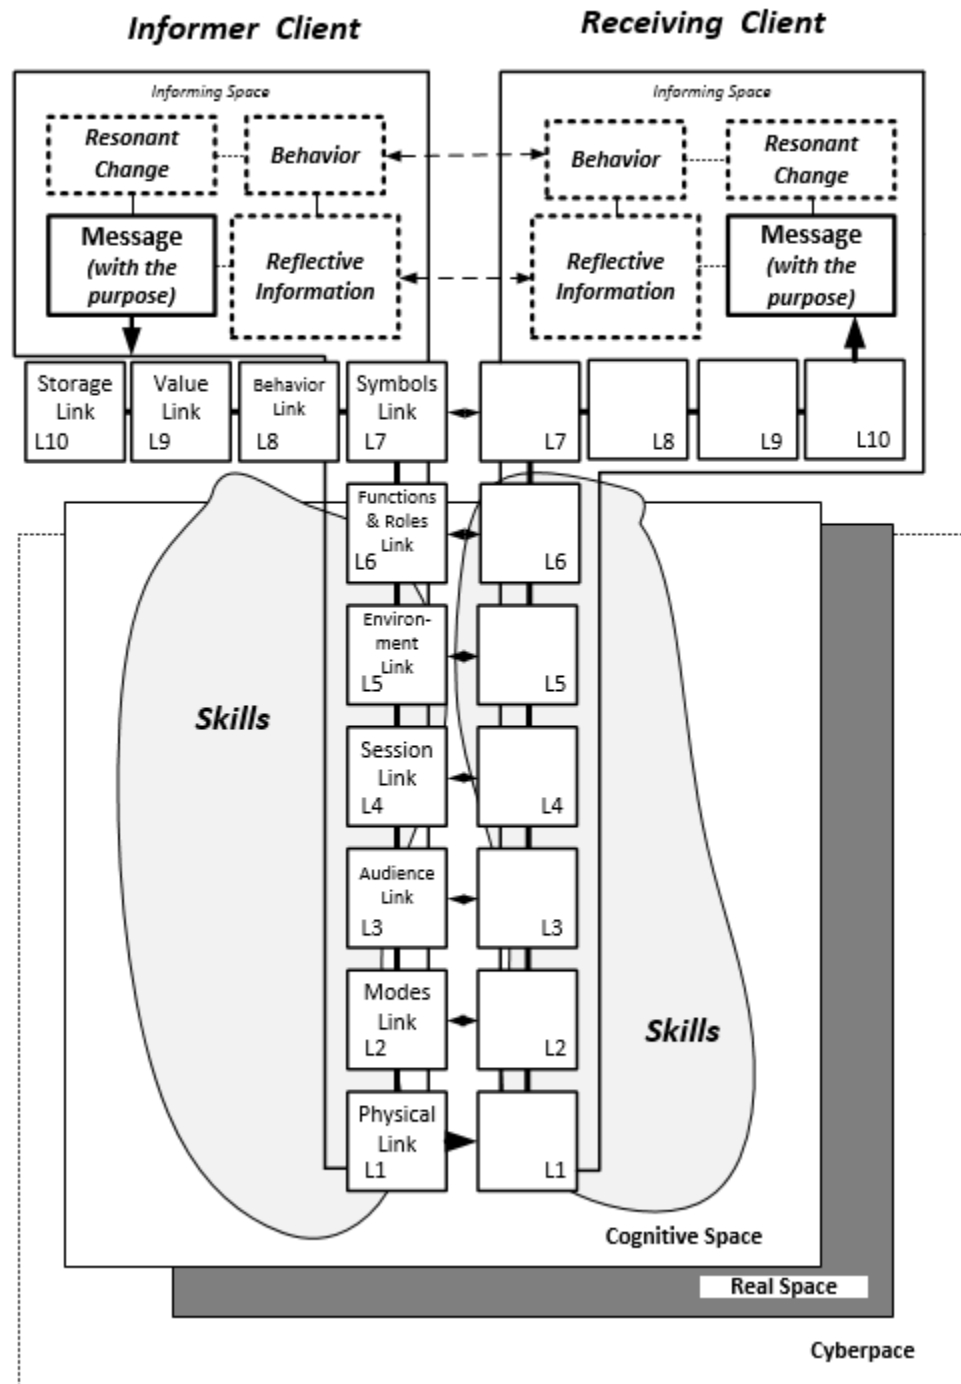 Informer Client
Receiving Client
Informing Space
Resonant
Change
Behavior
Message
(with the
purpose)
Reflective
Information
Informing Space
Behavior
Resonant
Change
Reflective
Information
Message
(with the
purpose)
Storage
Link
L10
Value
Link
L9
Behavior
Link
L8
Symbols
Link
L7
L7
L8
L9
L10
Functions
& Roles
Link
L6
L6
Environ-
ment
Link
L5
L5
Skills
Session
Link
L4
L4
Audience
Link
L3
L3
Modes
Link
L2
L2
Skills
Physical
Link
L1
L1
Cognitive Space
Real Space
Cyberpace